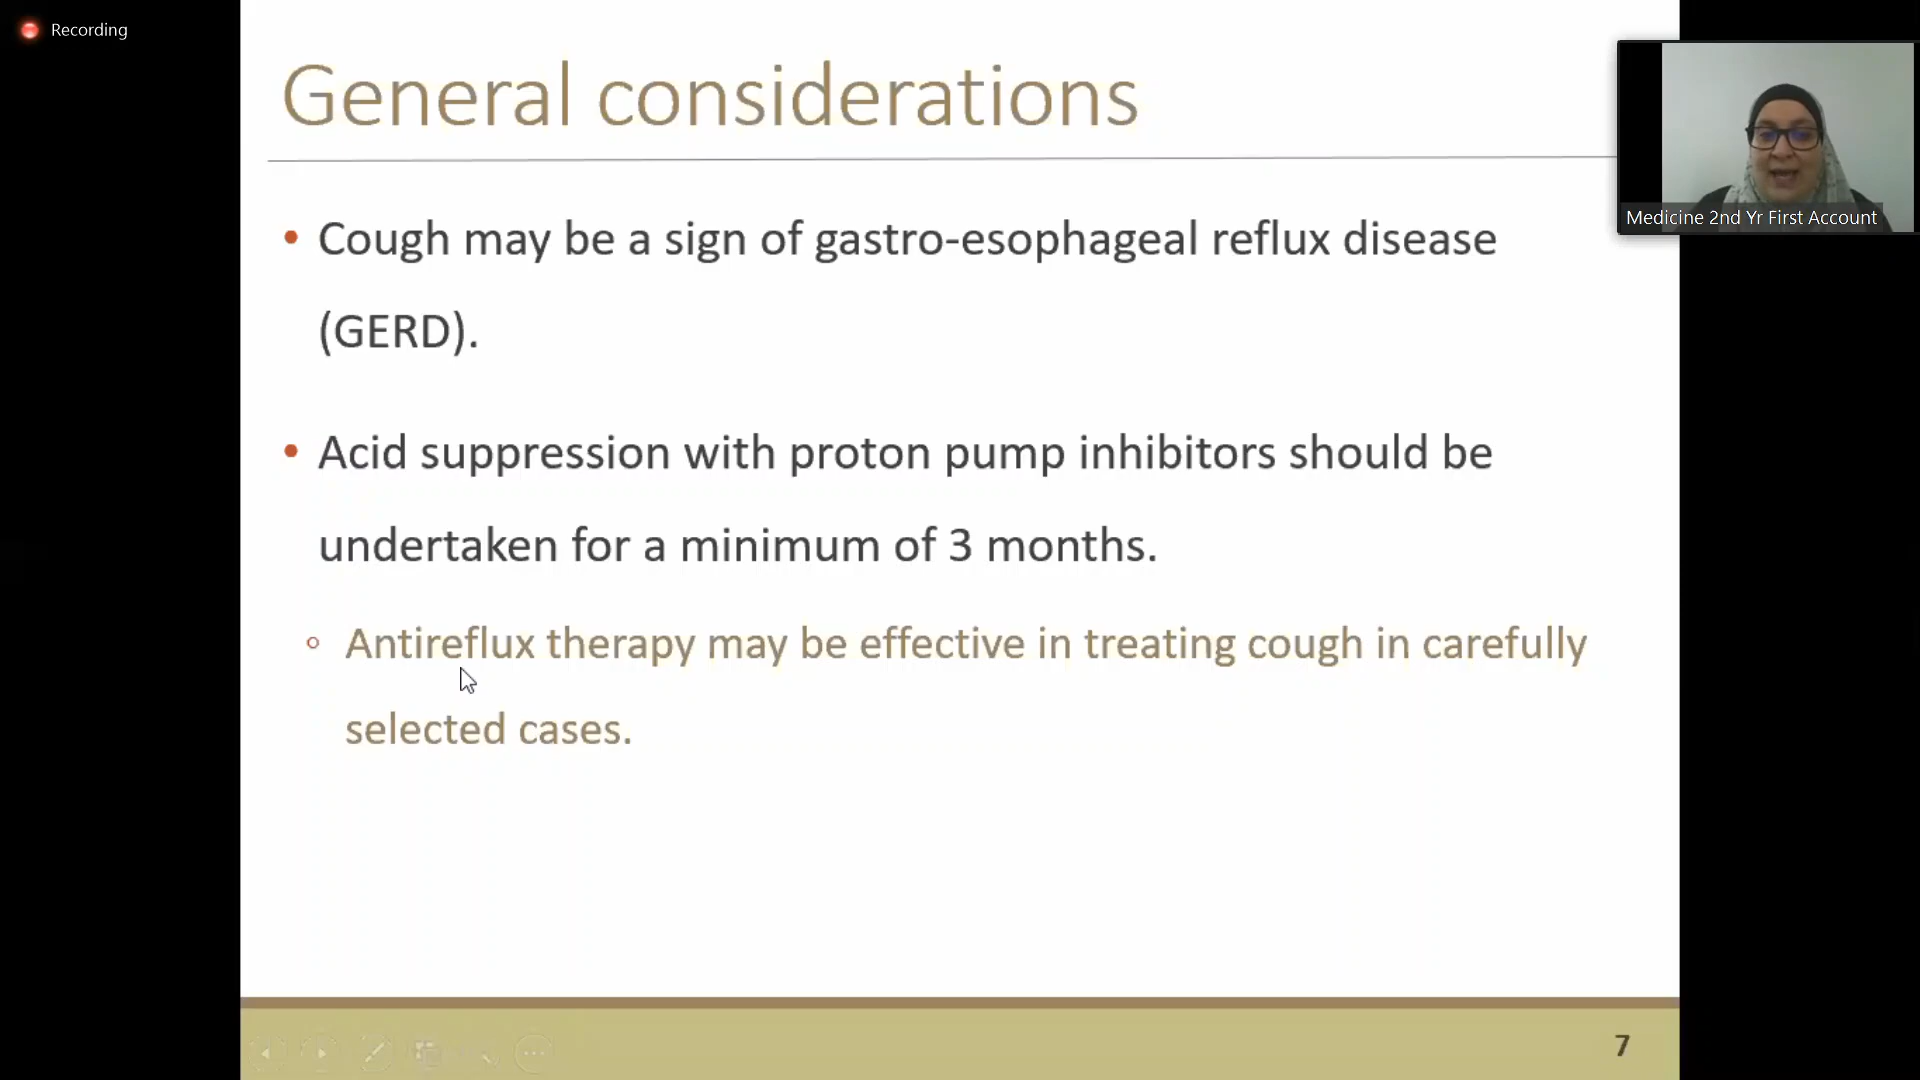 Recording
General considerations
Medicine 2nd Yr First Account
• Cough may be a sign of gastro-esophageal reflux disease
(GERD).
• Acid suppression with proton pump inhibitors should be
undertaken for a minimum of 3 months.
◦ Antireflux therapy may be effective in treating cough in carefully
selected cases.
7